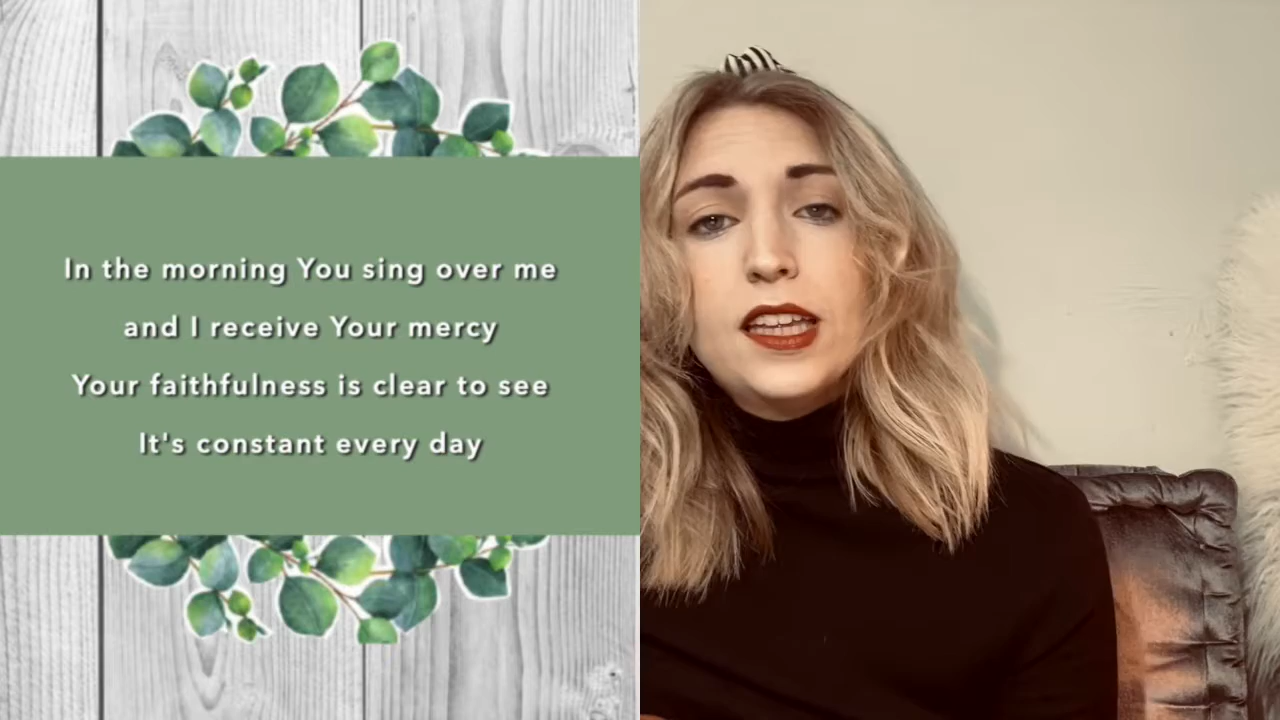 In the morning You sing over me
and I receive Your mercy
Your faithfulness is clear to see
It's constant every day